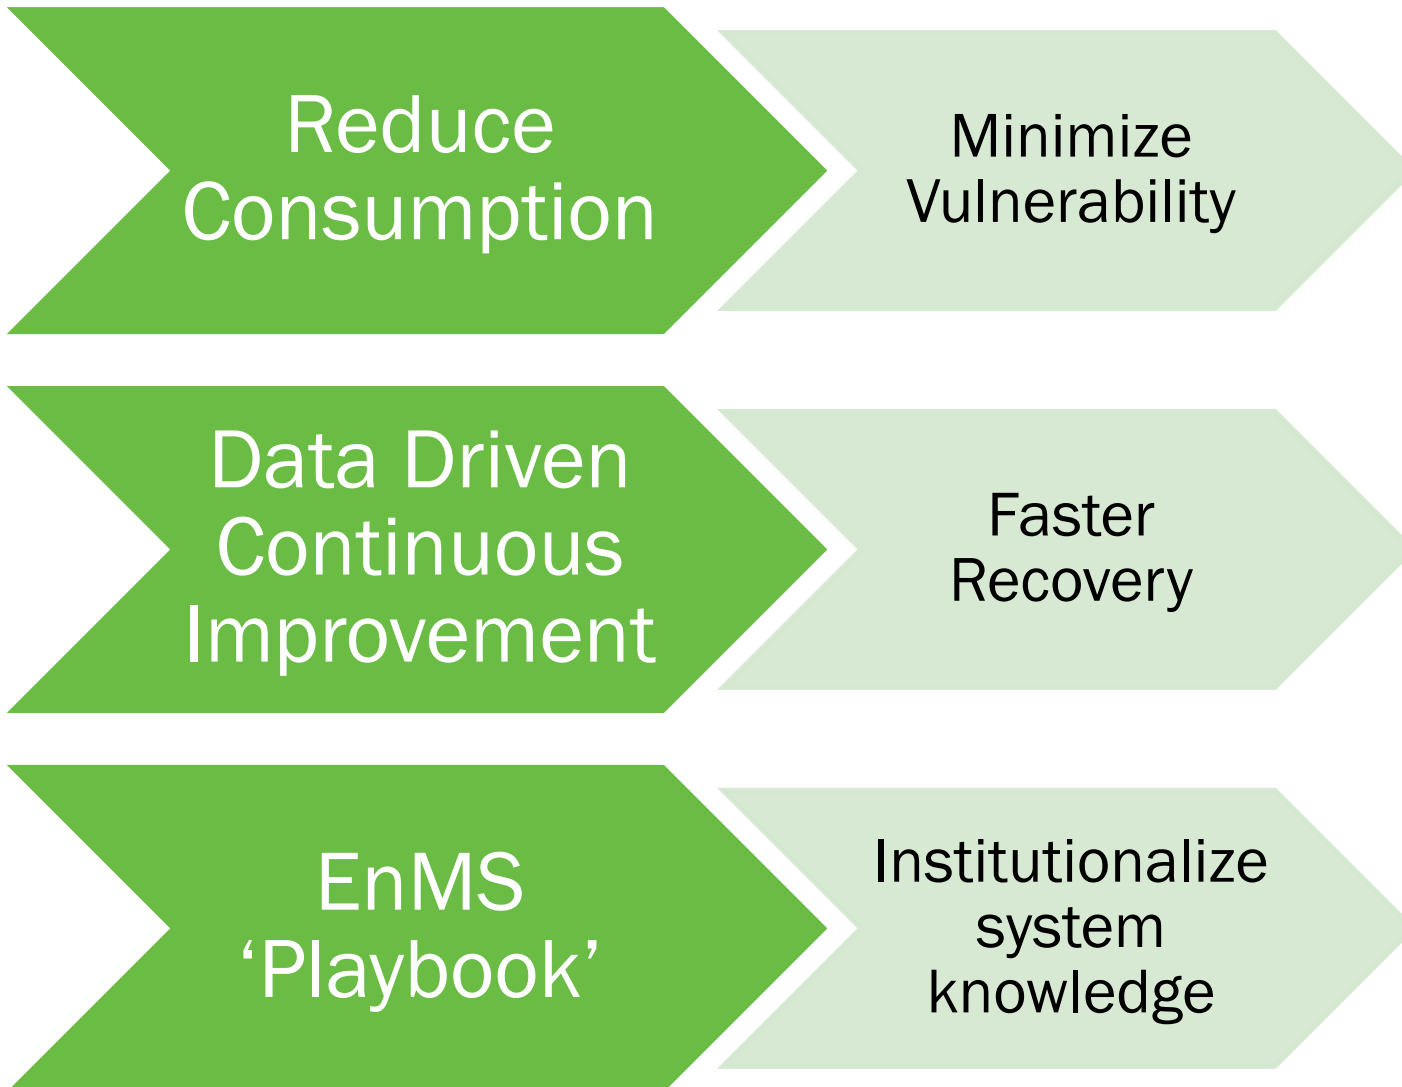 Reduce
Consumption
Minimize
Vulnerability
Data Driven
Continuous
Improvement
Faster
Recovery
EnMS
‘Playbook’
Institutionalize
system
knowledge